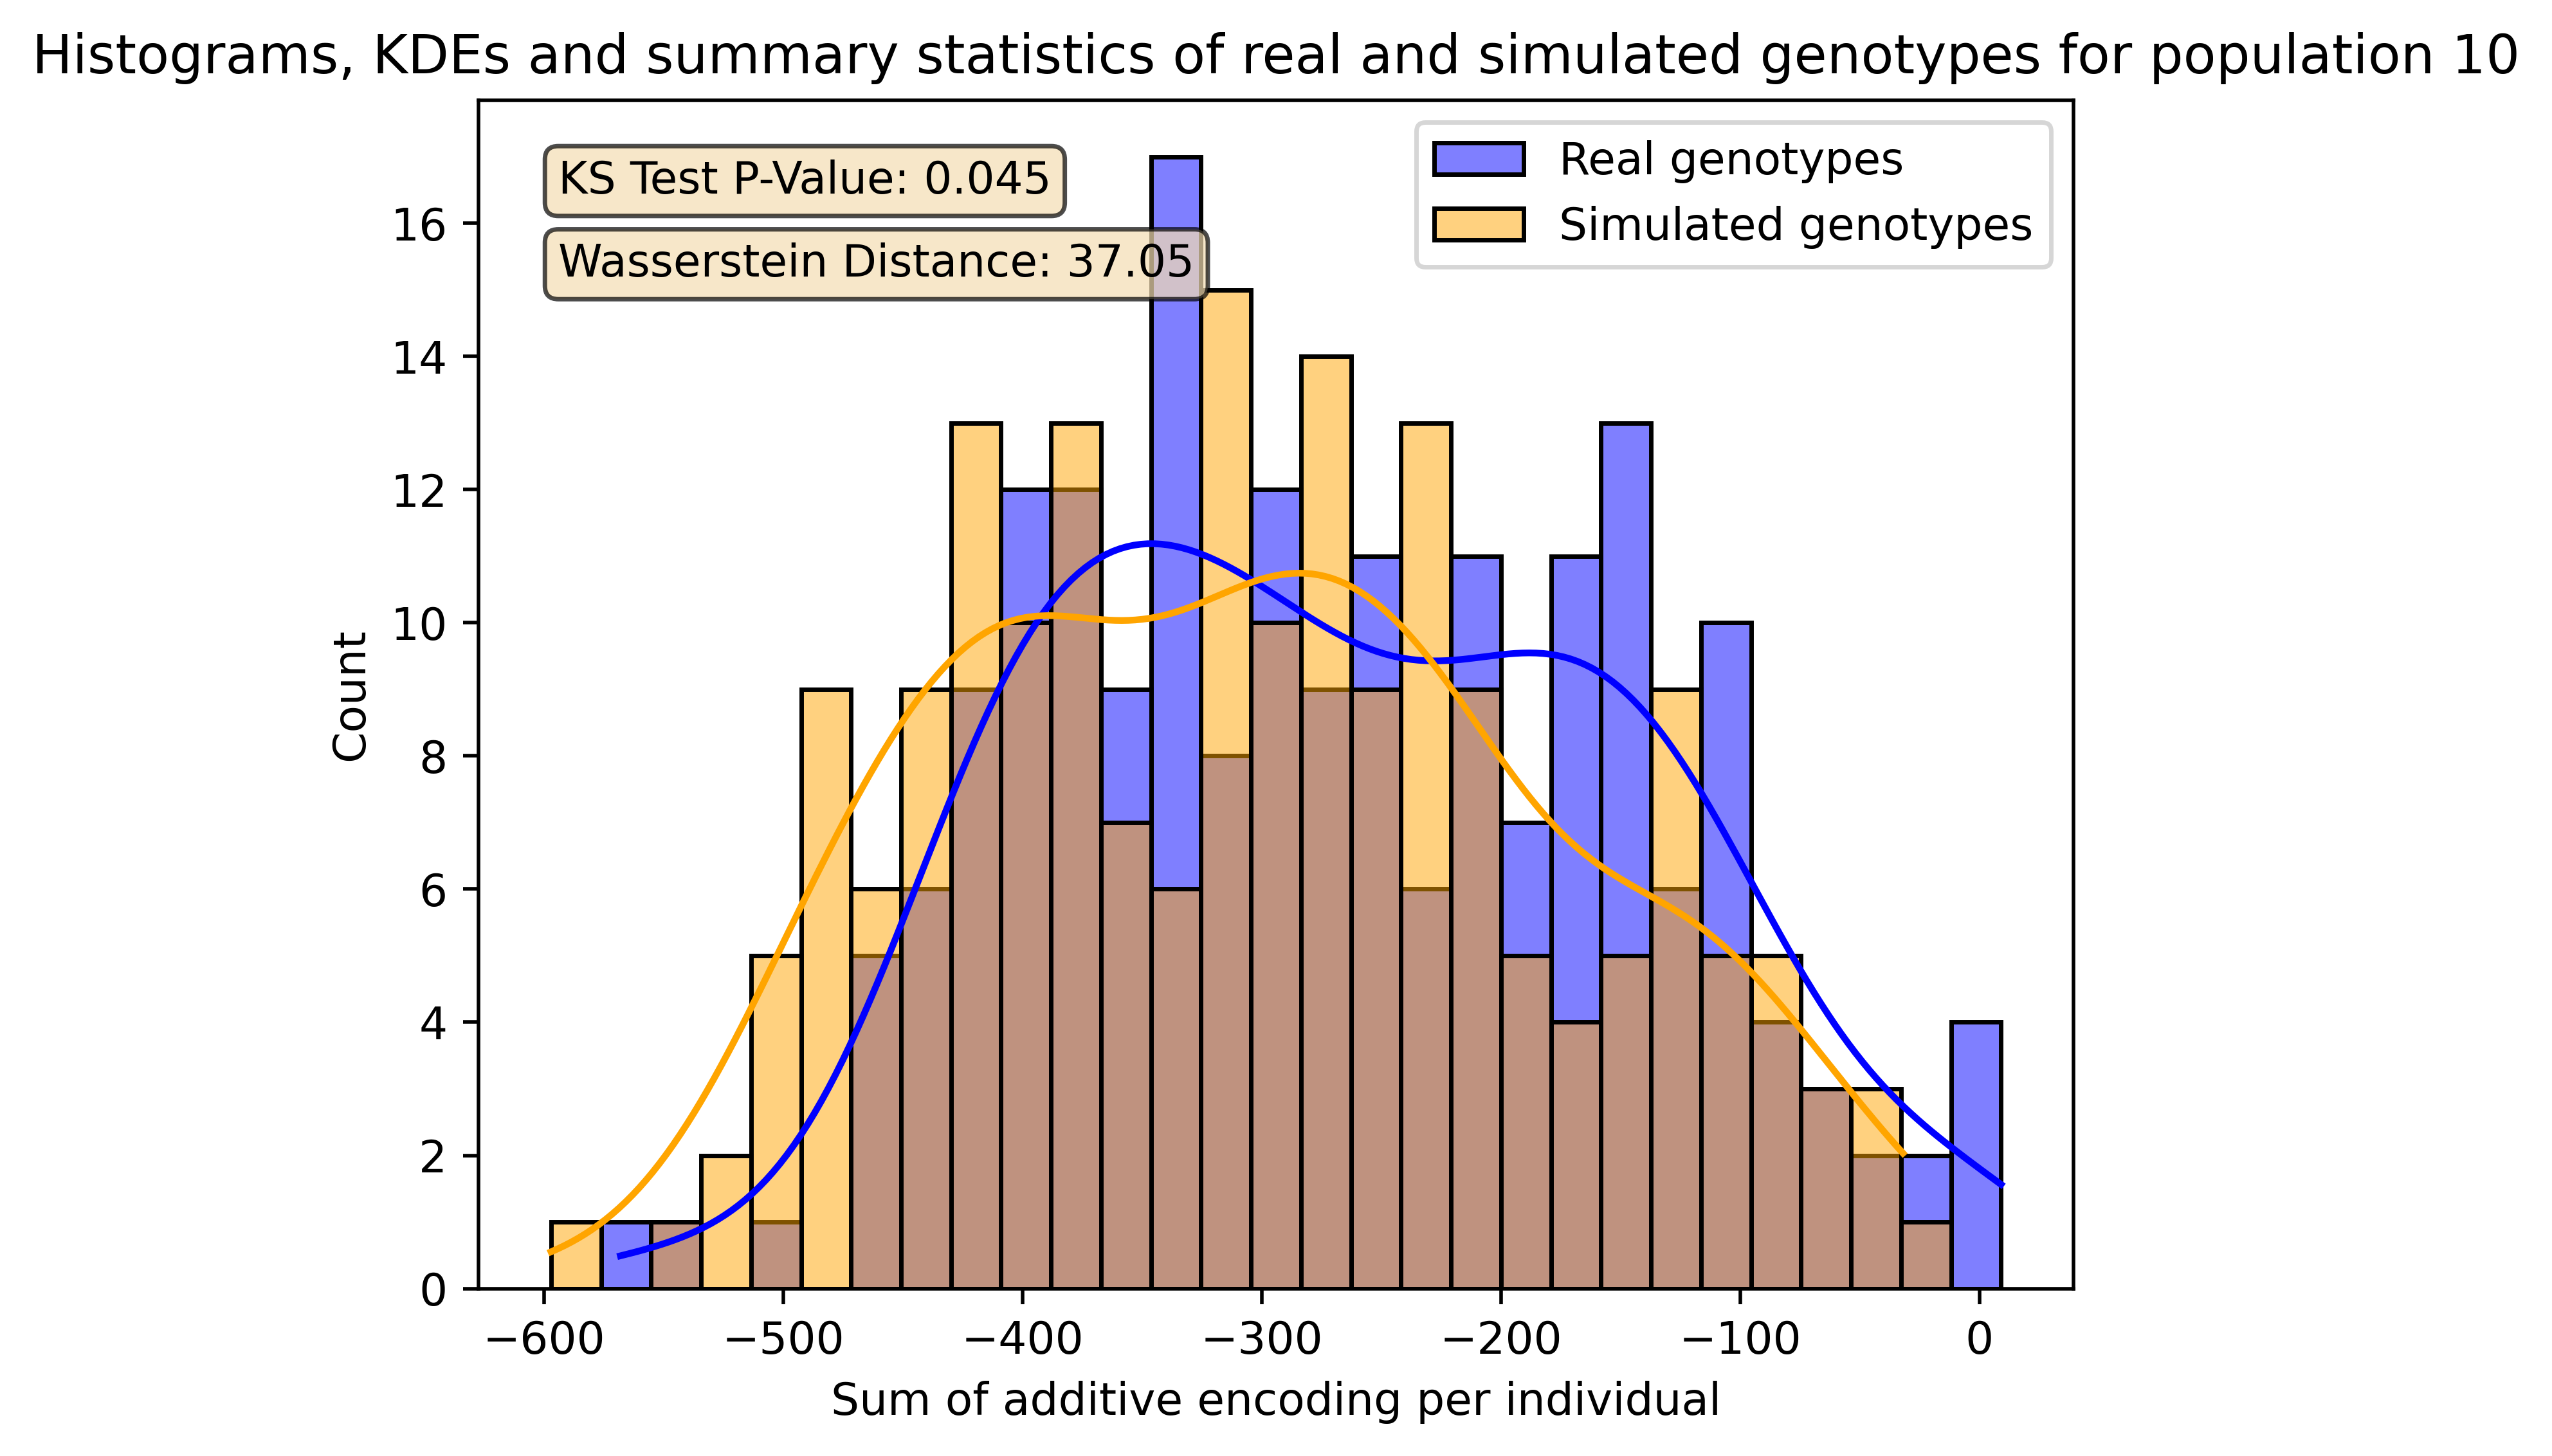 Histograms, KDEs and summary statistics of real and simulated genotypes for population 10
KS Test P-Value: 0.045
Wasserstein Distance: 37.05
Real genotypes
Simulated genotypes
16
14
12
10
8
6
4
2
0
Count
−600 −500 −400 −300 −200 −100 0
Sum of additive encoding per individual